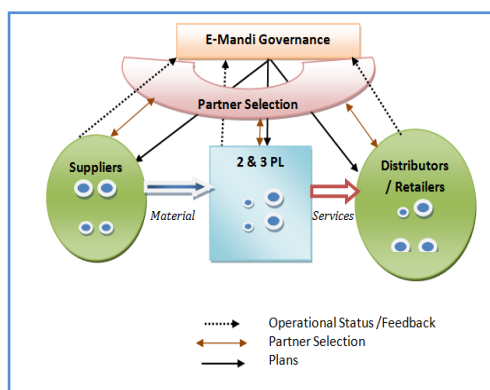 E-Mandi Governance
Partner Selection
Suppliers
2 & 3 PL
Distributors
/ Retailers
Material
Services
Operational Status /Feedback
Partner Selection
Plans